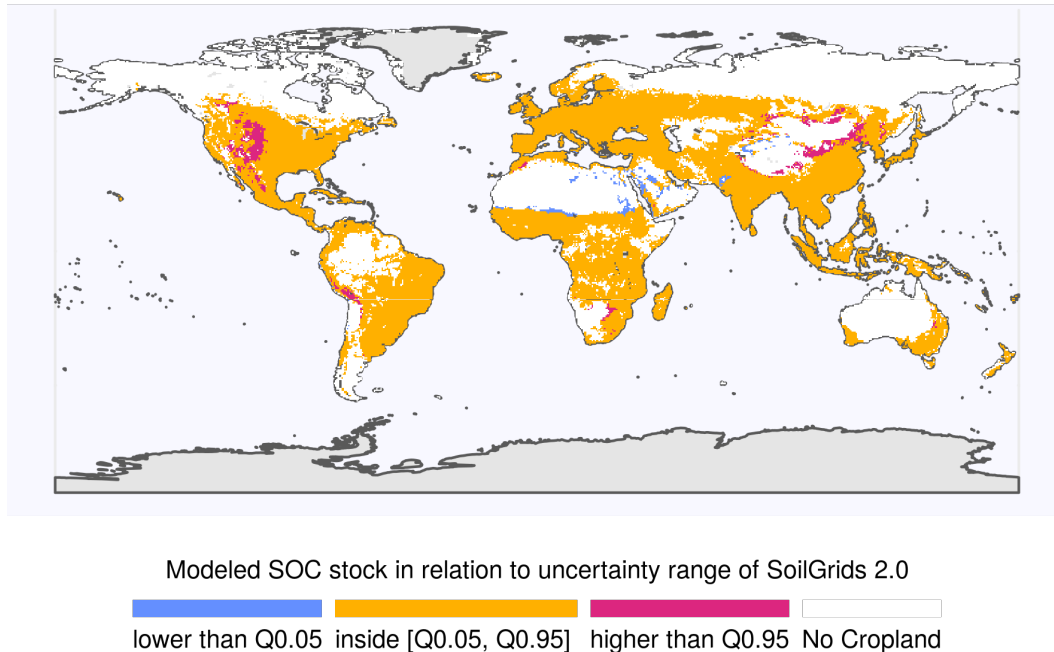 Modeled SOC stock in relation to uncertainty range of SoilGrids 2.0
lower than Q0.05 inside [Q0.05, Q0.95] higher than Q0.95 No Cropland